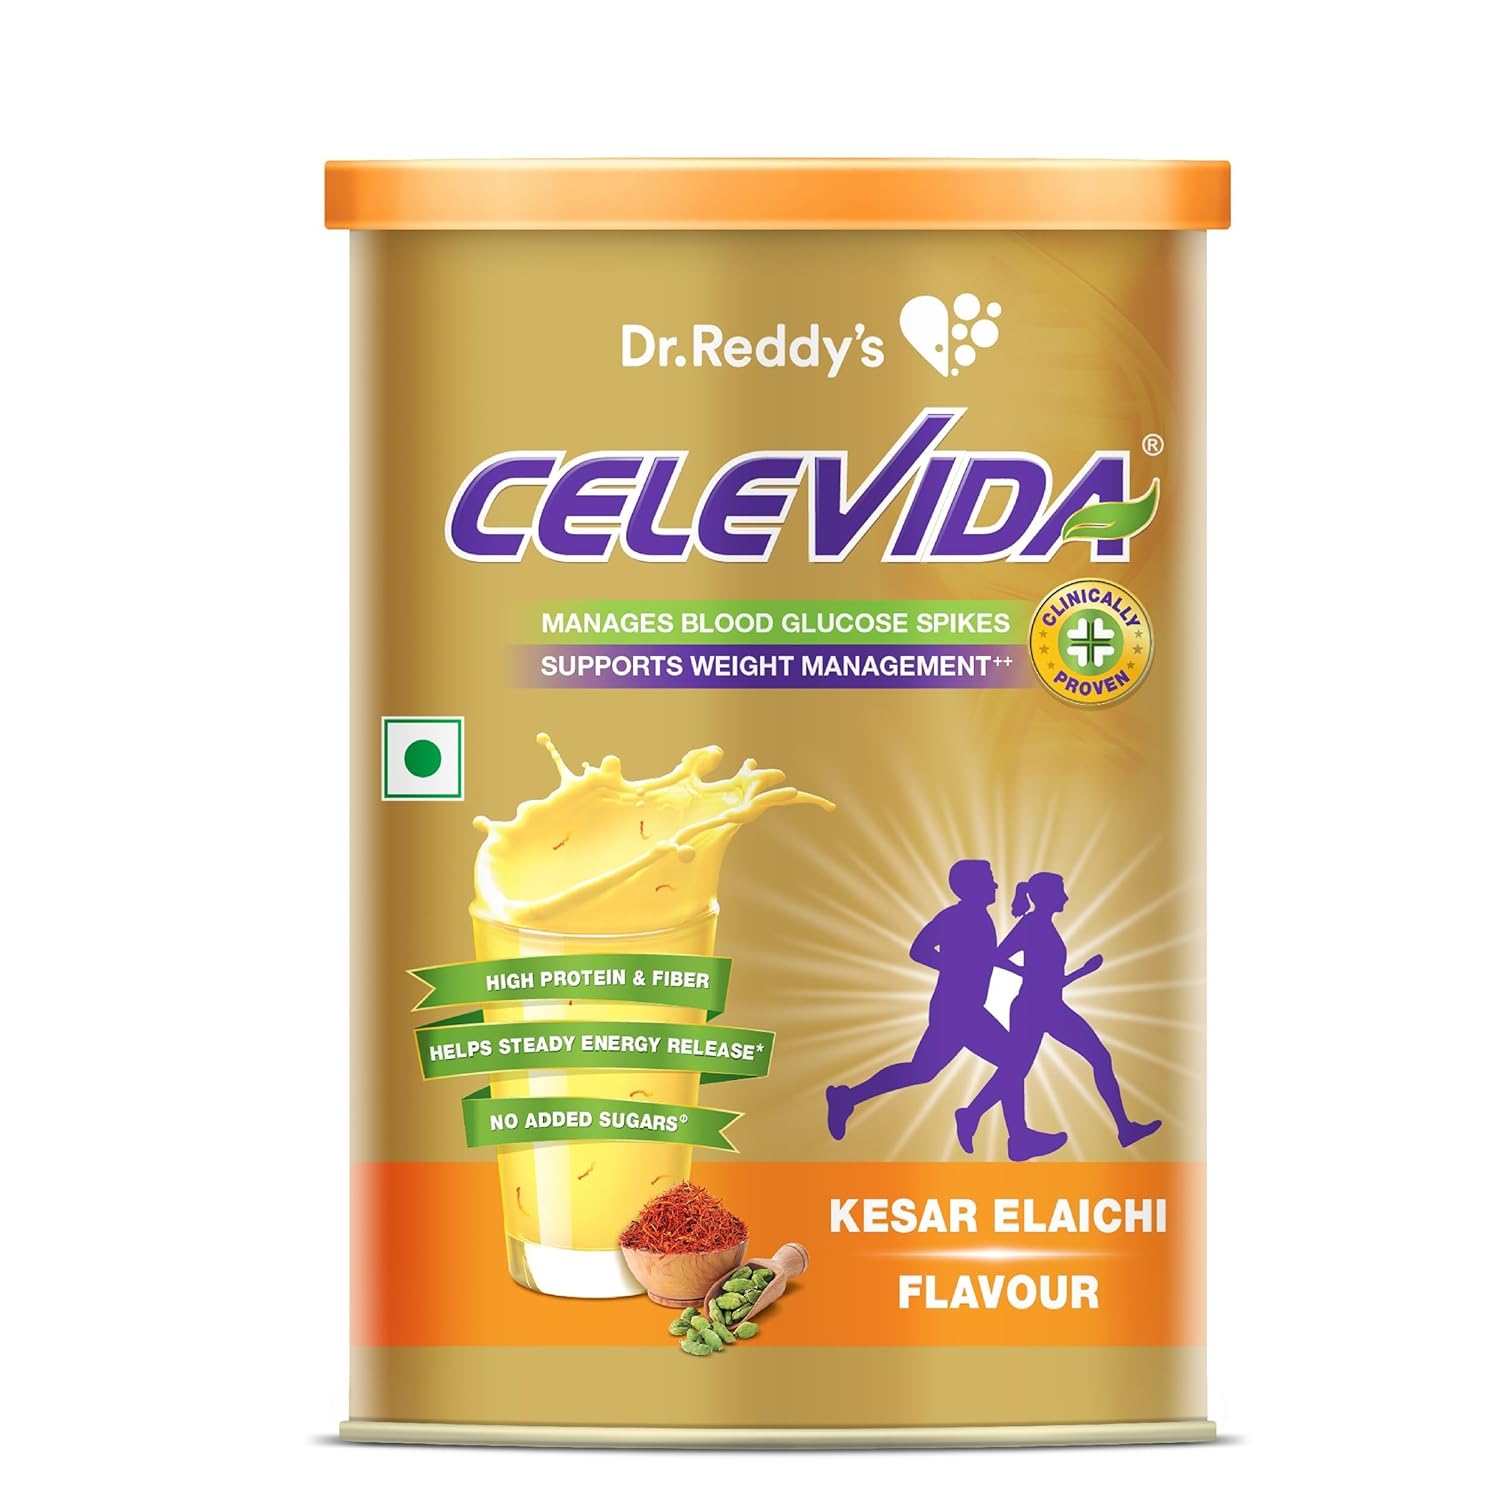 Dr.Reddy's
CELEVIDA®
MANAGES BLOOD GLUCOSE SPIKES
SUPPORTS WEIGHT MANAGEMENT++
CLINICALLY
PROVEN
HIGH PROTEIN & FIBER
HELPS STEADY ENERGY RELEASE*
NO ADDED SUGARS⌀
KESAR ELAICHI
FLAVOUR